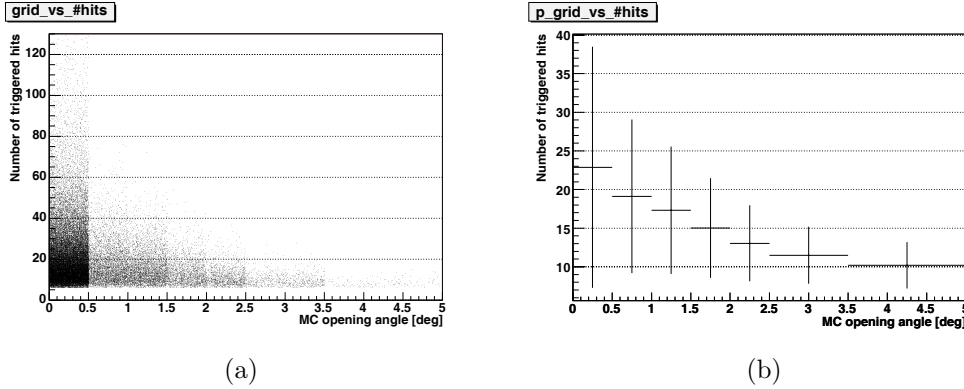 grid_vs_#hits
Number of triggered hits
120
100
80
60
40
20
0
0 0.5 1 1.5 2 2.5 3 3.5 4 4.5 5
MC opening angle [deg]
(a)
p_grid_vs_#hits
Number of triggered hits
40
35
30
25
20
15
10
0 0.5 1 1.5 2 2.5 3 3.5 4 4.5 5
MC opening angle [deg]
(b)